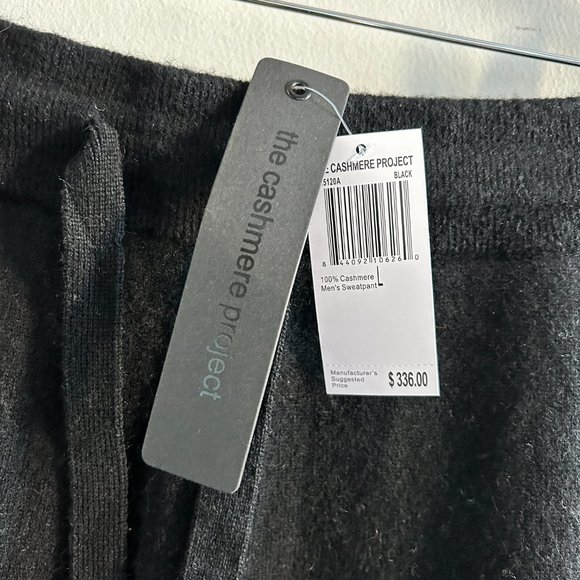 the cashmere project
E CASHMERE PROJECT
5120A BLACK
8 44092 10626 0
100% Cashmere
Men's Sweatpant L
Manufacturer's
Suggested
Price
$ 336.00